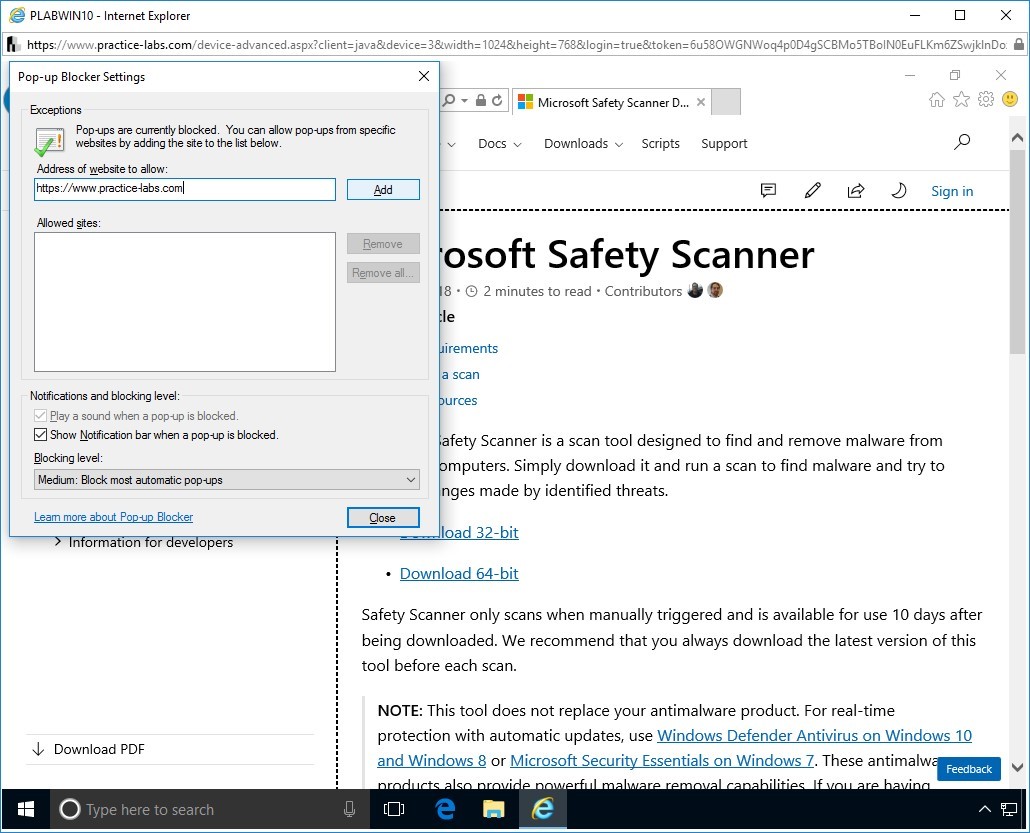 PLABWIN10 - Internet Explorer
https://www.practice-labs.com/device-advanced.aspx?client=java&device=3&width=1024&height=768&login=true&token=
Pop-up Blocker Settings
Microsoft Safety Scanner D...
Exceptions
Pop-ups are currently blocked. You can allow pop-ups from specific
websites by adding the site to the list below.
Address of website to allow:
https://www.practice-labs.com
Add
Allowed sites:
Remove
Remove all...
Notifications and blocking level:
Play a sound when a pop-up is blocked.
Show Notification bar when a pop-up is blocked.
Blocking level:
Medium: Block most automatic pop-ups
Learn more about Pop-up Blocker
Close
Docs Downloads Scripts Support
Sign in
rosoft Safety Scanner
18 • 2 minutes to read • Contributors
cle
uirements
a scan
ources
Safety Scanner is a scan tool designed to find and remove malware from
omputers. Simply download it and run a scan to find malware and try to
nges made by identified threats.
Download 32-bit
• Download 64-bit
Safety Scanner only scans when manually triggered and is available for use 10 days after
being downloaded. We recommend that you always download the latest version of this
tool before each scan.
NOTE: This tool does not replace your antimalware product. For real-time
protection with automatic updates, use Windows Defender Antivirus on Windows 10
and Windows 8 or Microsoft Security Essentials on Windows 7. These antimalwa
products also provide powerful malware removal capabilities. If you are having
Feedback
Information for developers
Download PDF
Type here to search